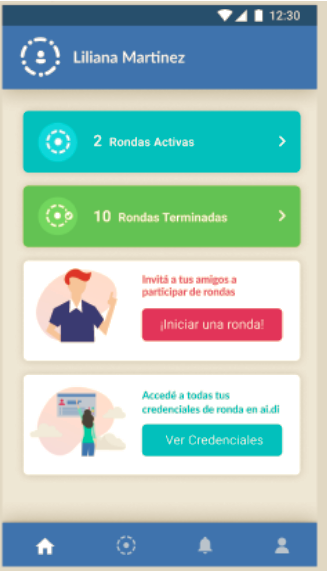 12:30
Liliana Martinez
2 Rondas Activas
10 Rondas Terminadas
Invitá a tus amigos a
participar de rondas
¡Iniciar una ronda!
Accedé a todas tus
credenciales de ronda en ai.di
Ver Credenciales